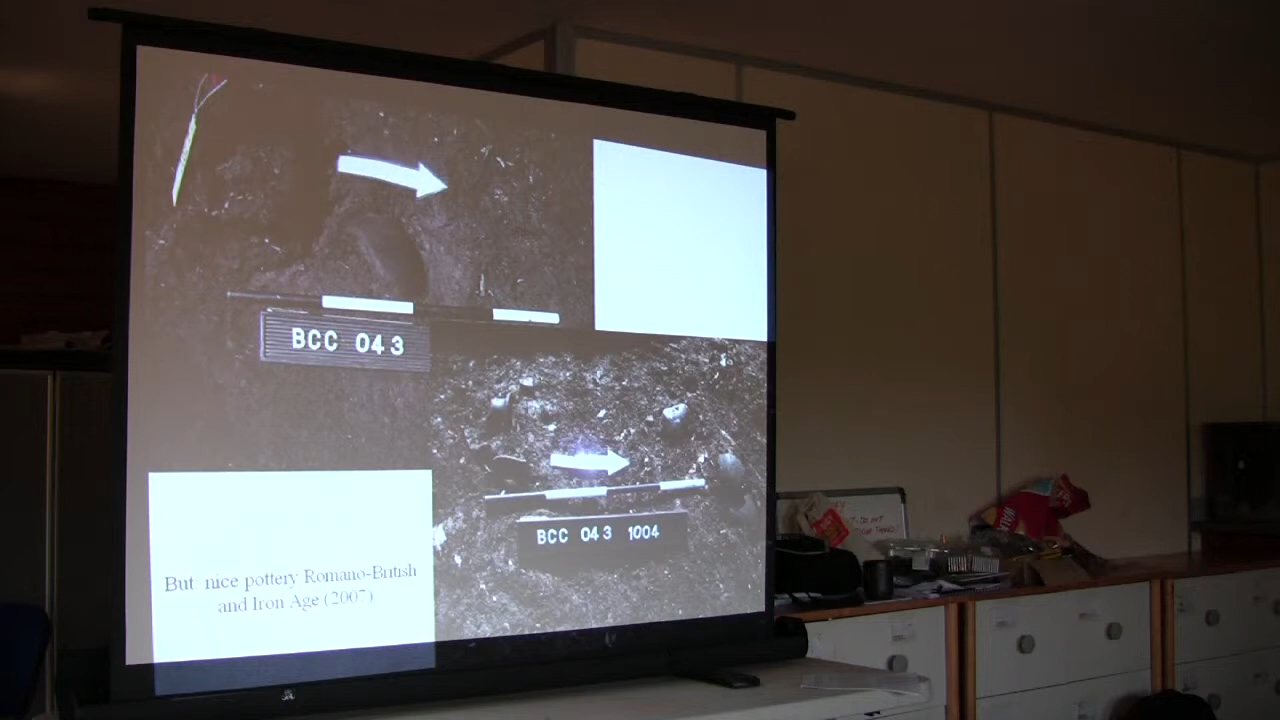 BCC 04 3
BCC 04 3 1004
But: nice pottery Romano-British
and Iron Age (2007)